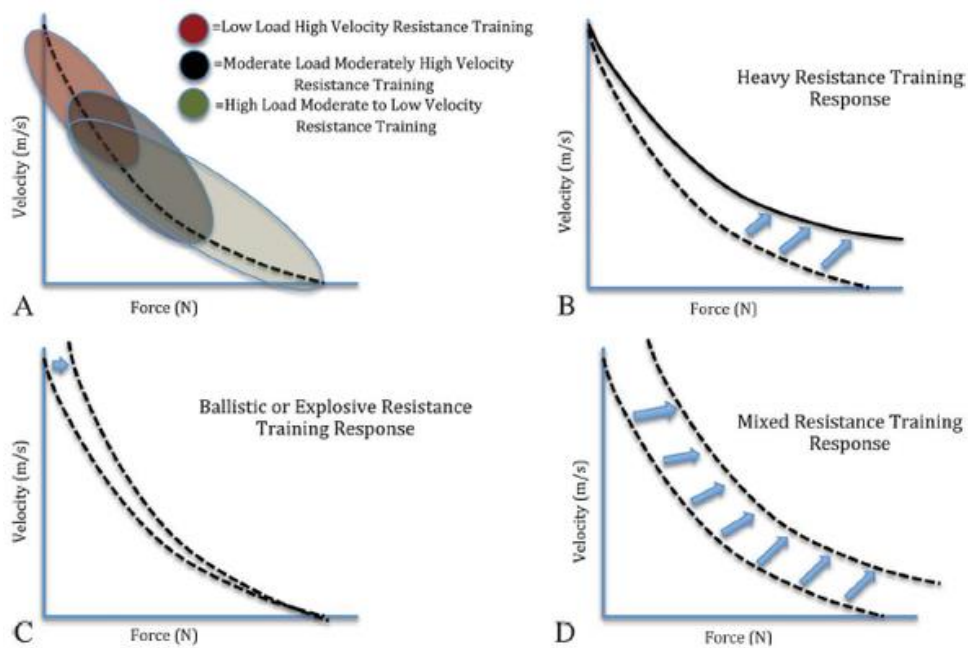 =Low Load High Velocity Resistance Training
=Moderate Load Moderately High Velocity
Resistance Training
=High Load Moderate to Low Velocity
Resistance Training
Velocity (m/s)
Force (N)
A
Heavy Resistance Training
Response
Velocity (m/s)
Force (N)
B
Ballistic or Explosive Resistance
Training Response
Velocity (m/s)
Force (N)
C
Mixed Resistance Training
Response
Velocity (m/s)
Force (N)
D